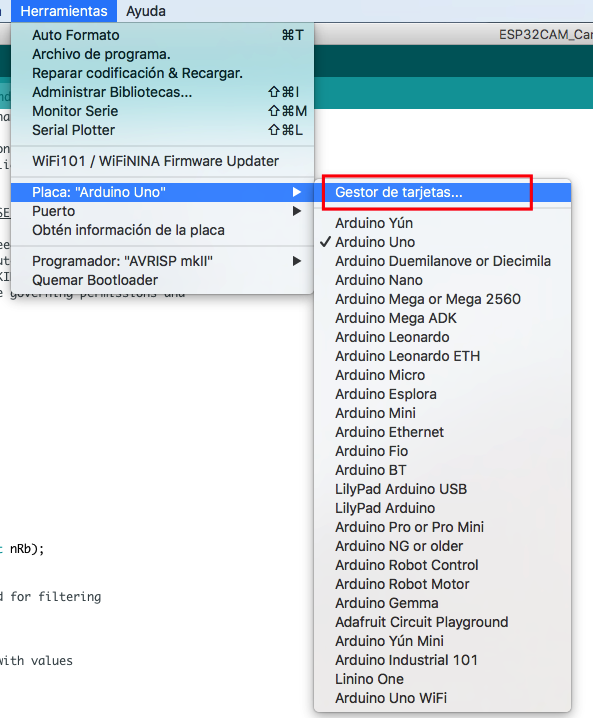 Herramientas Ayuda
ESP32CAM_Ca
Auto Formato ⌘T
Archivo de programa.
Reparar codificación & Recargar.
Administrar Bibliotecas... ⇧⌘I
Monitor Serie ⇧⌘M
Serial Plotter ⇧⌘L
WiFi101 / WiFiNINA Firmware Updater
Placa: "Arduino Uno"
Puerto
Obtén información de la placa
Programador: "AVRISP mkII"
Quemar Bootloader
governing permissions and
Gestor de tarjetas...
Arduino Yún
✓ Arduino Uno
Arduino Duemilanove or Diecimila
Arduino Nano
Arduino Mega or Mega 2560
Arduino Mega ADK
Arduino Leonardo
Arduino Leonardo ETH
Arduino Micro
Arduino Esplora
Arduino Mini
Arduino Ethernet
Arduino Fio
Arduino BT
LilyPad Arduino USB
LilyPad Arduino
Arduino Pro or Pro Mini
Arduino NG or older
Arduino Robot Control
Arduino Robot Motor
Arduino Gemma
Adafruit Circuit Playground
Arduino Yún Mini
Arduino Industrial 101
Linino One
Arduino Uno WiFi
nRb);
d for filtering
with values